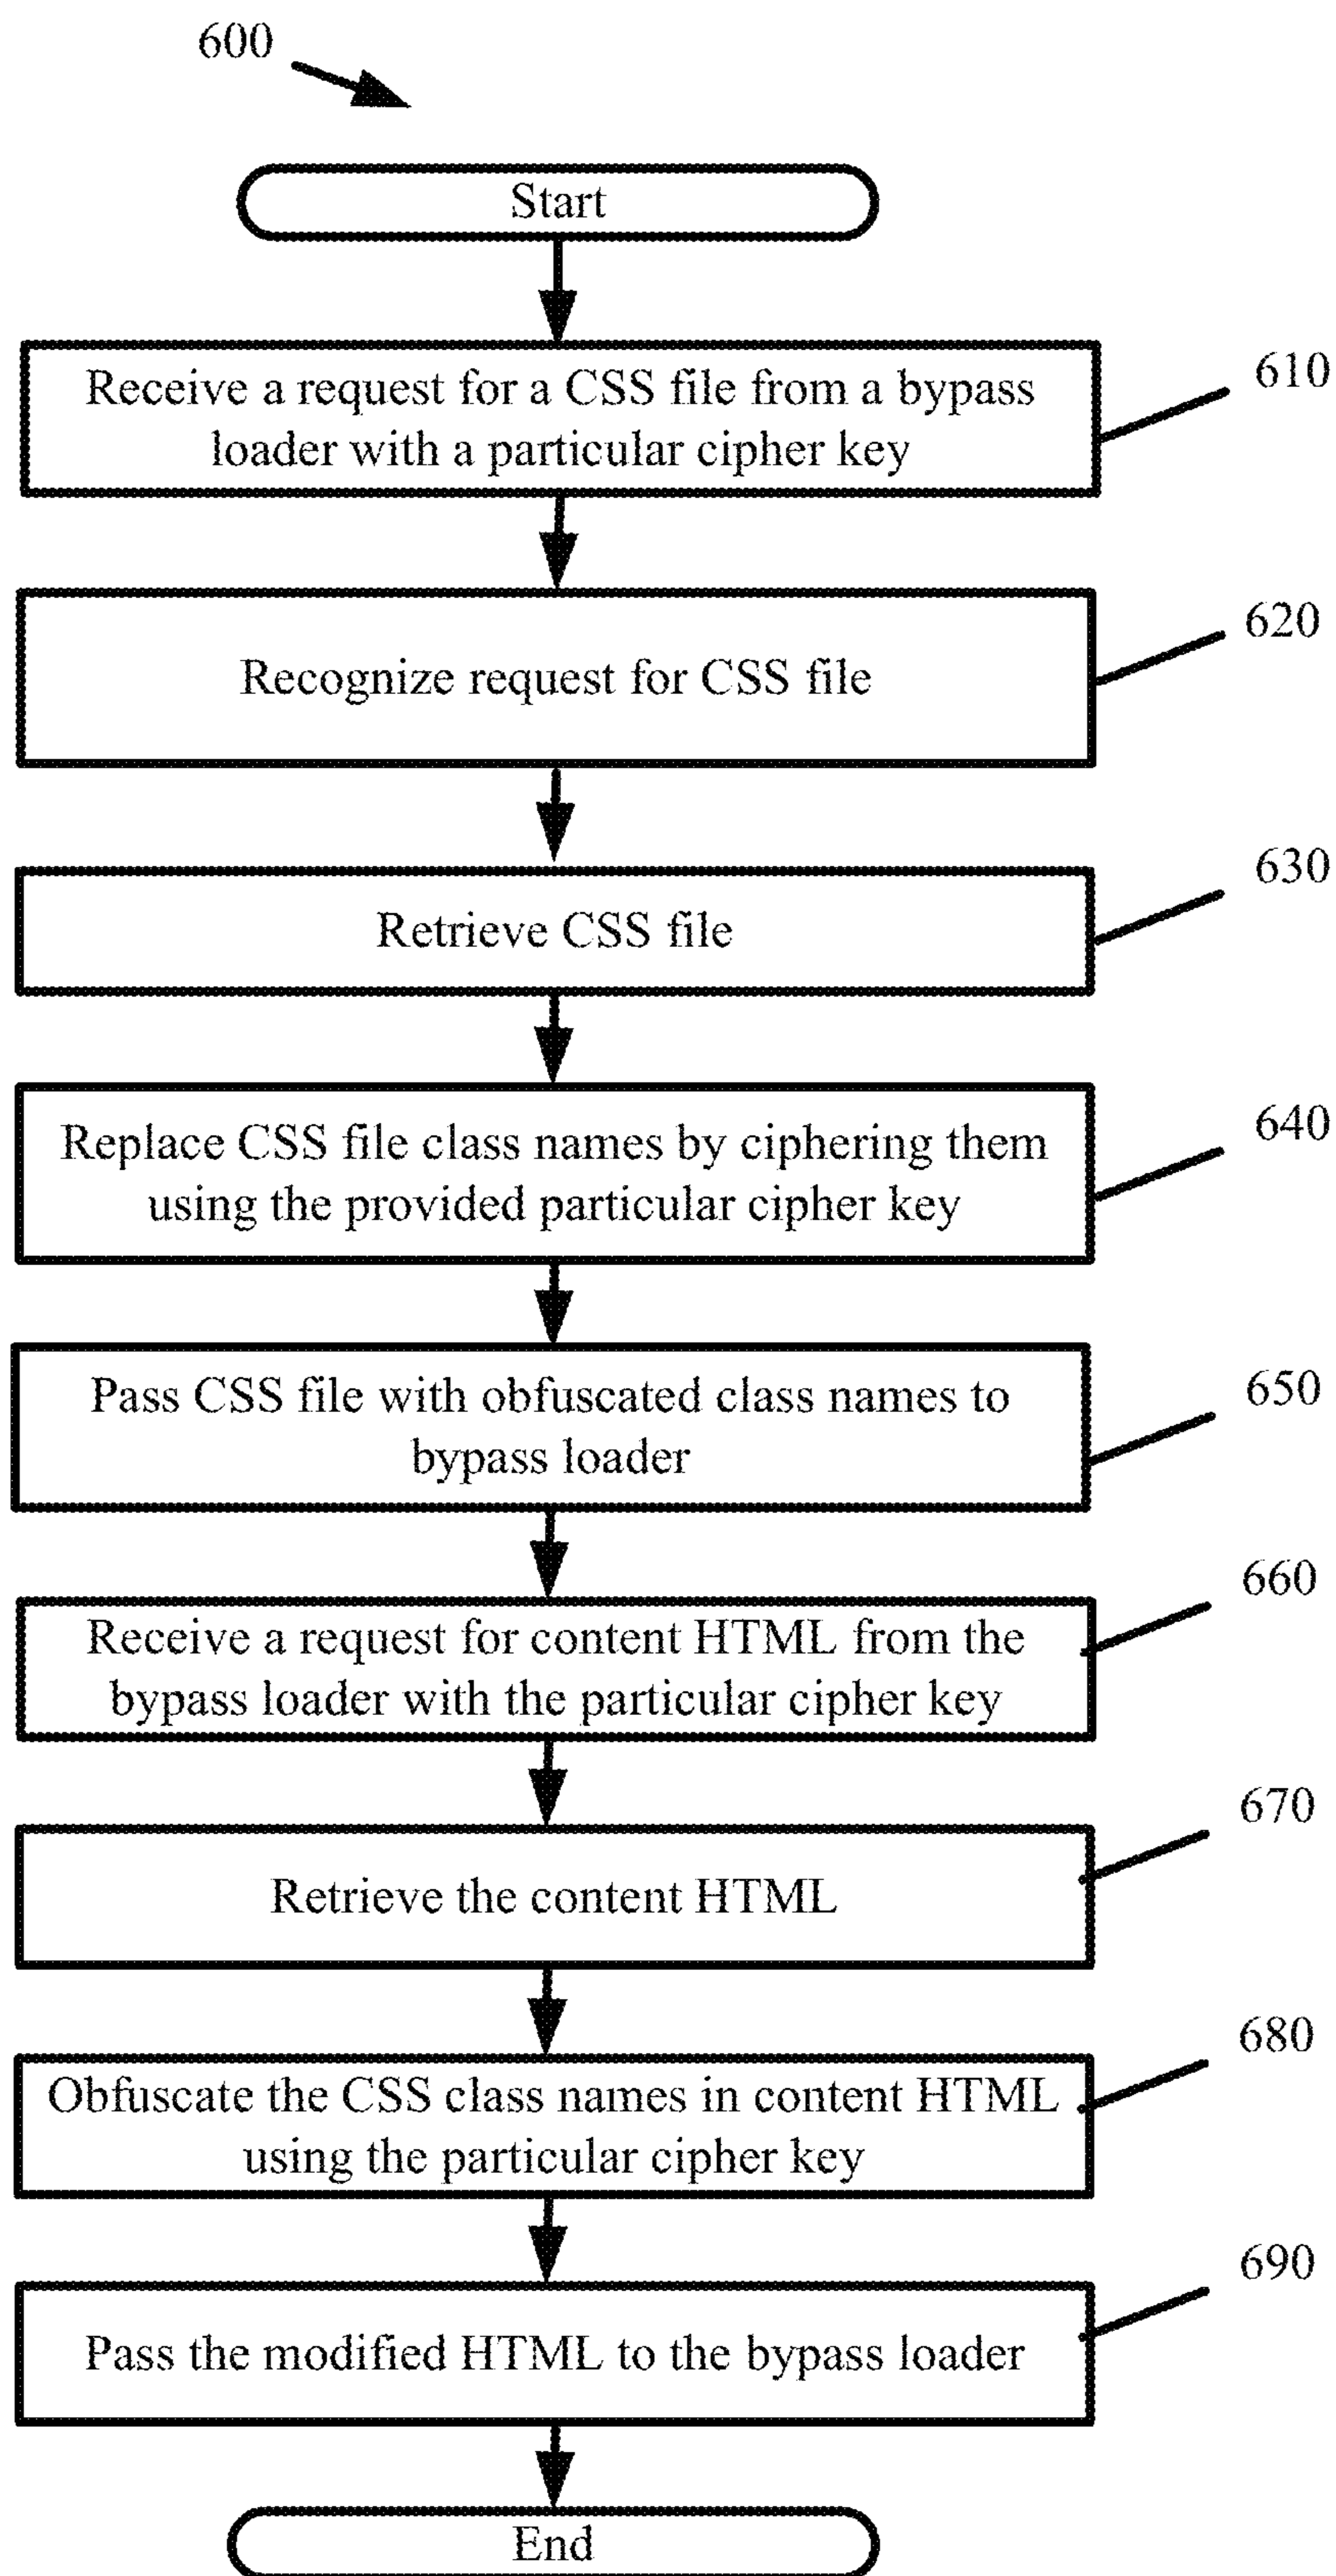 600
Start
Receive a request for a CSS file from a bypass
loader with a particular cipher key
610
Recognize request for CSS file
620
Retrieve CSS file
630
Replace CSS file class names by ciphering them
using the provided particular cipher key
640
Pass CSS file with obfuscated class names to
bypass loader
650
Receive a request for content HTML from the
bypass loader with the particular cipher key
660
Retrieve the content HTML
670
Obfuscate the CSS class names in content HTML
using the particular cipher key
680
Pass the modified HTML to the bypass loader
690
End